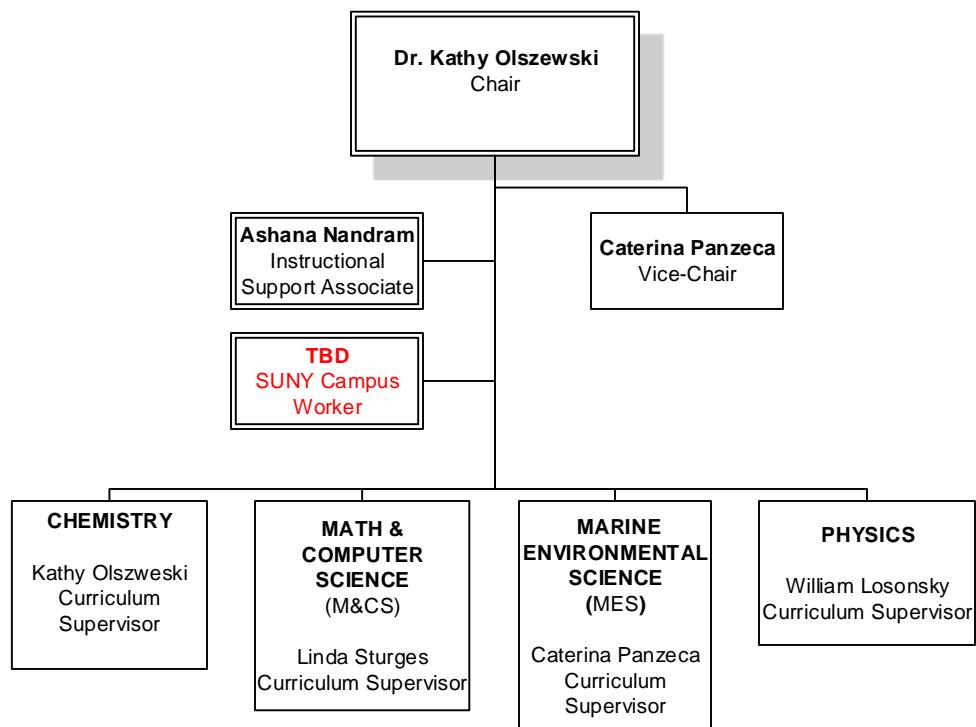 Dr. Kathy Olszewski
Chair
Ashana Nandram
Instructional
Support Associate
Caterina Panzeca
Vice-Chair
TBD
SUNY Campus
Worker
CHEMISTRY
Kathy Olszweski
Curriculum
Supervisor
MATH &
COMPUTER
SCIENCE
(M&CS)
Linda Sturges
Curriculum Supervisor
MARINE
ENVIRONMENTAL
SCIENCE
(MES)
Caterina Panzeca
Curriculum
Supervisor
PHYSICS
William Losonsky
Curriculum Supervisor